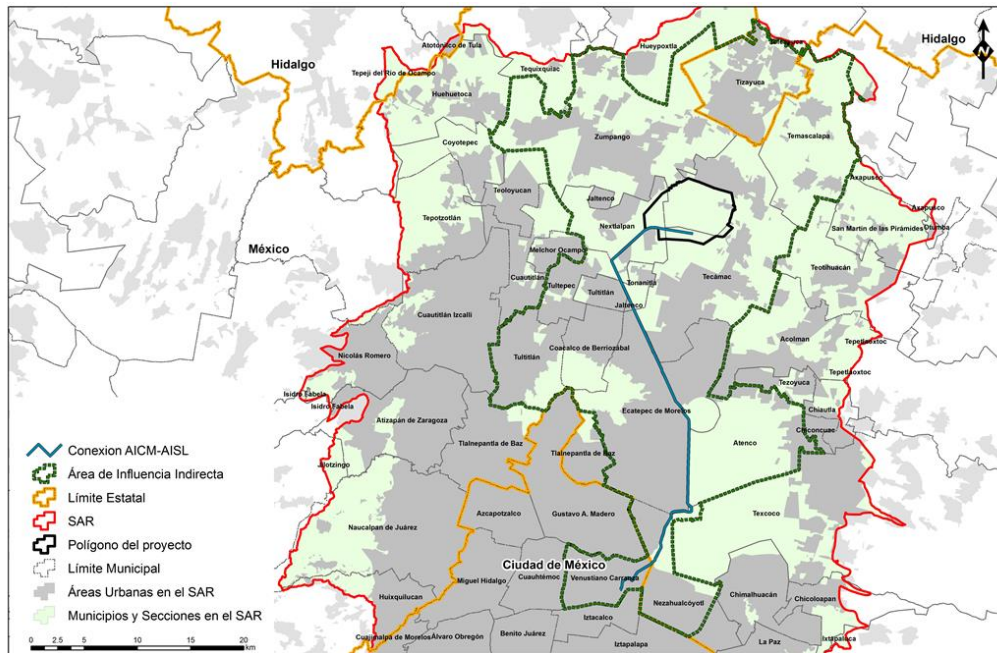 Hidalgo
Atotonilco de Tula
Hueypoxtla
Hidalgo
N
Tepeji del Río de Ocampo
Tequixquiac
Tizayuca
Huehuetoca
Zumpango
Temascalapa
Coyotepec
Axapusco
Teoloyucan
Jaltenco
Axapusco
Tepotzotlán
Nextlalpan
San Martín de las Pirámides
Otumba
México
Melchor Ocampo
Teotihuacán
Cuautitlán
Tultepec
Tonanitla
Tecámac
Tultitlán
Jaltenco
Cuautitlán Izcalli
Acolman
Tepetlaoxtoc
Nicolás Romero
Tultitlán
Coacalco de Berriozábal
Tepetlaoxtoc
Tezoyuca
Isidro Fabela
Isidro Fabela
Ecatepec de Morelos
Chiautla
Atizapán de Zaragoza
Chiconcuac
Atenco
Tlalnepantla de Baz
Tlalnepantla de Baz
Jilotzingo
Texcoco
Azcapotzalco
Gustavo A. Madero
Naucalpan de Juárez
Ciudad de México
Miguel Hidalgo
Cuauhtémoc
Venustiano Carranza
Huixquilucan
Nezahualcóyotl
Chimalhuacán
Chicoloapan
Iztacalco
Cuajimalpa de Morelos
Álvaro Obregón
Benito Juárez
Iztapalapa
La Paz
Ixtapaluca
Conexion AICM-AISL
Área de Influencia Indirecta
Límite Estatal
SAR
Polígono del proyecto
Límite Municipal
Áreas Urbanas en el SAR
Municipios y Secciones en el SAR
0 2.5 5 10 15 20
km